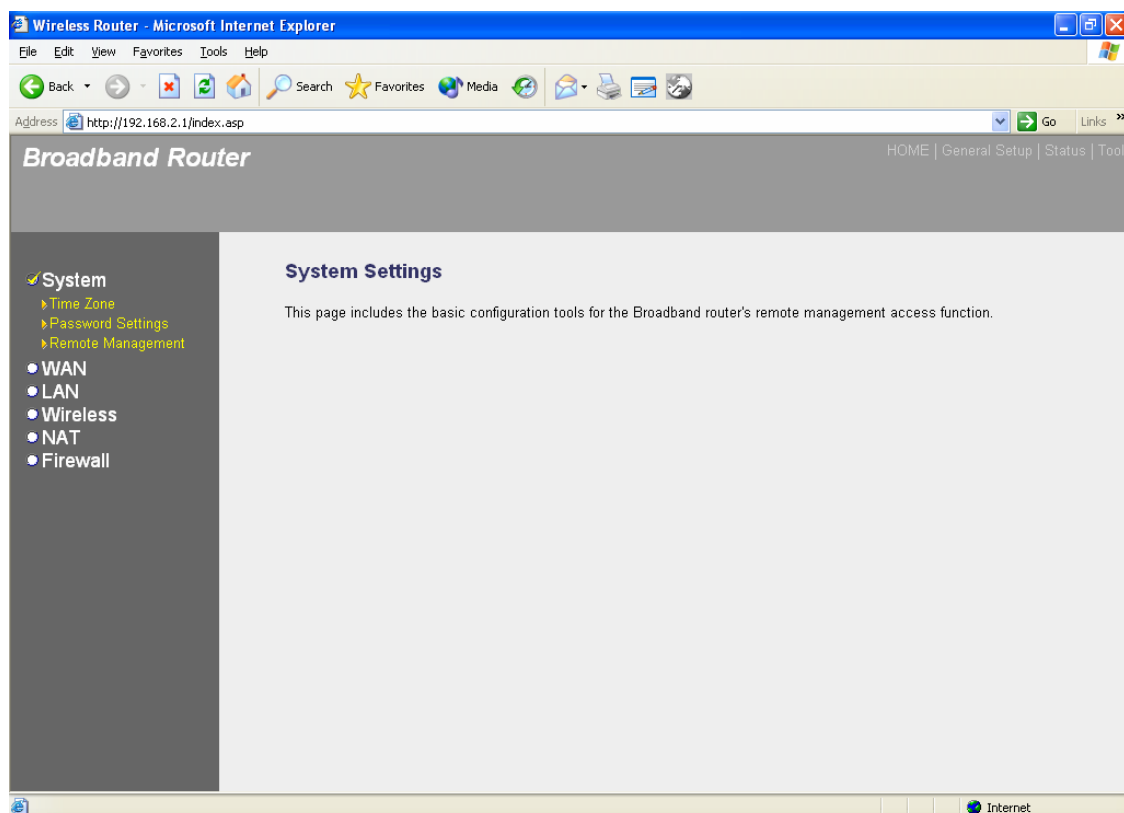 Wireless Router - Microsoft Internet Explorer
File Edit View Favorites Tools Help
Back Search Favorites Media
Address http://192.168.2.1/index.asp Go Links »
Broadband Router
HOME | General Setup | Status | Tool
System
Time Zone
Password Settings
Remote Management
WAN
LAN
Wireless
NAT
Firewall
System Settings
This page includes the basic configuration tools for the Broadband router's remote management access function.
Internet